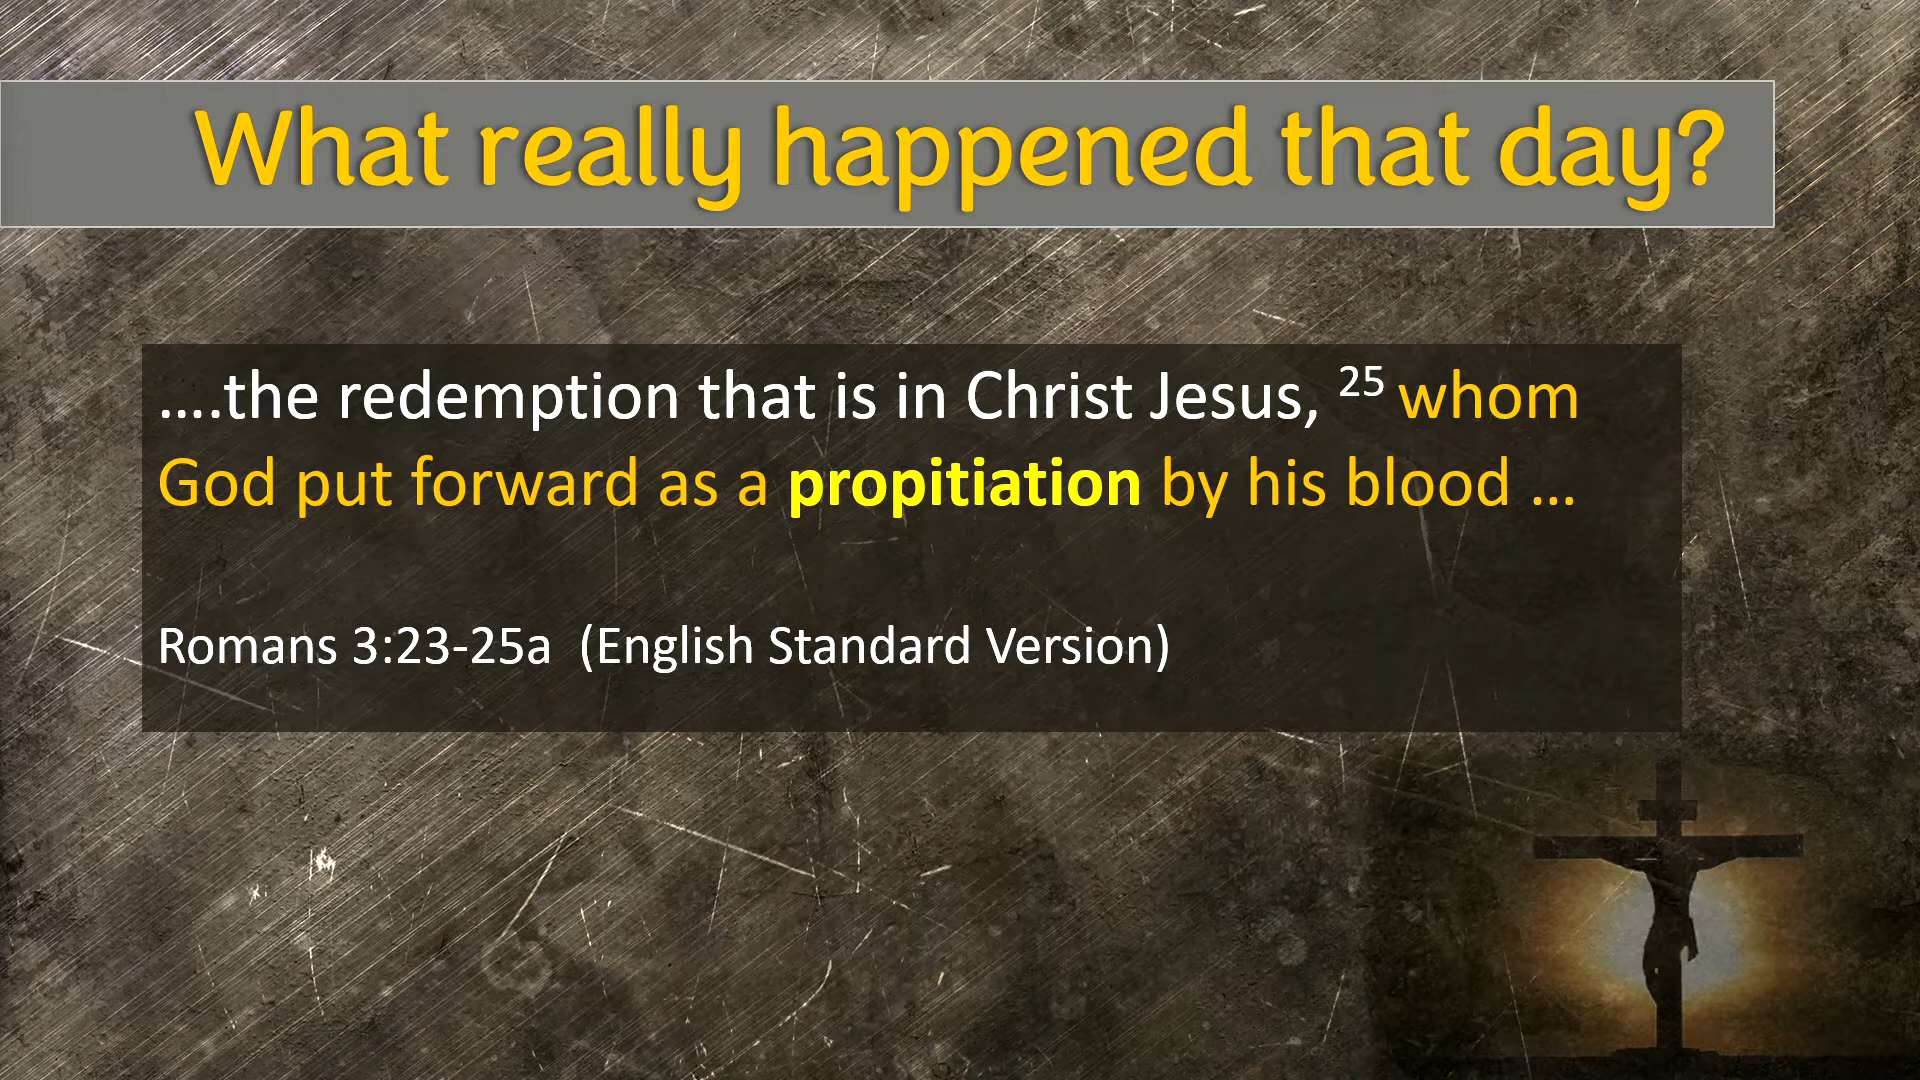 What really happened that day?
....the redemption that is in Christ Jesus, 25 whom
God put forward as a propitiation by his blood ...
Romans 3:23-25a (English Standard Version)